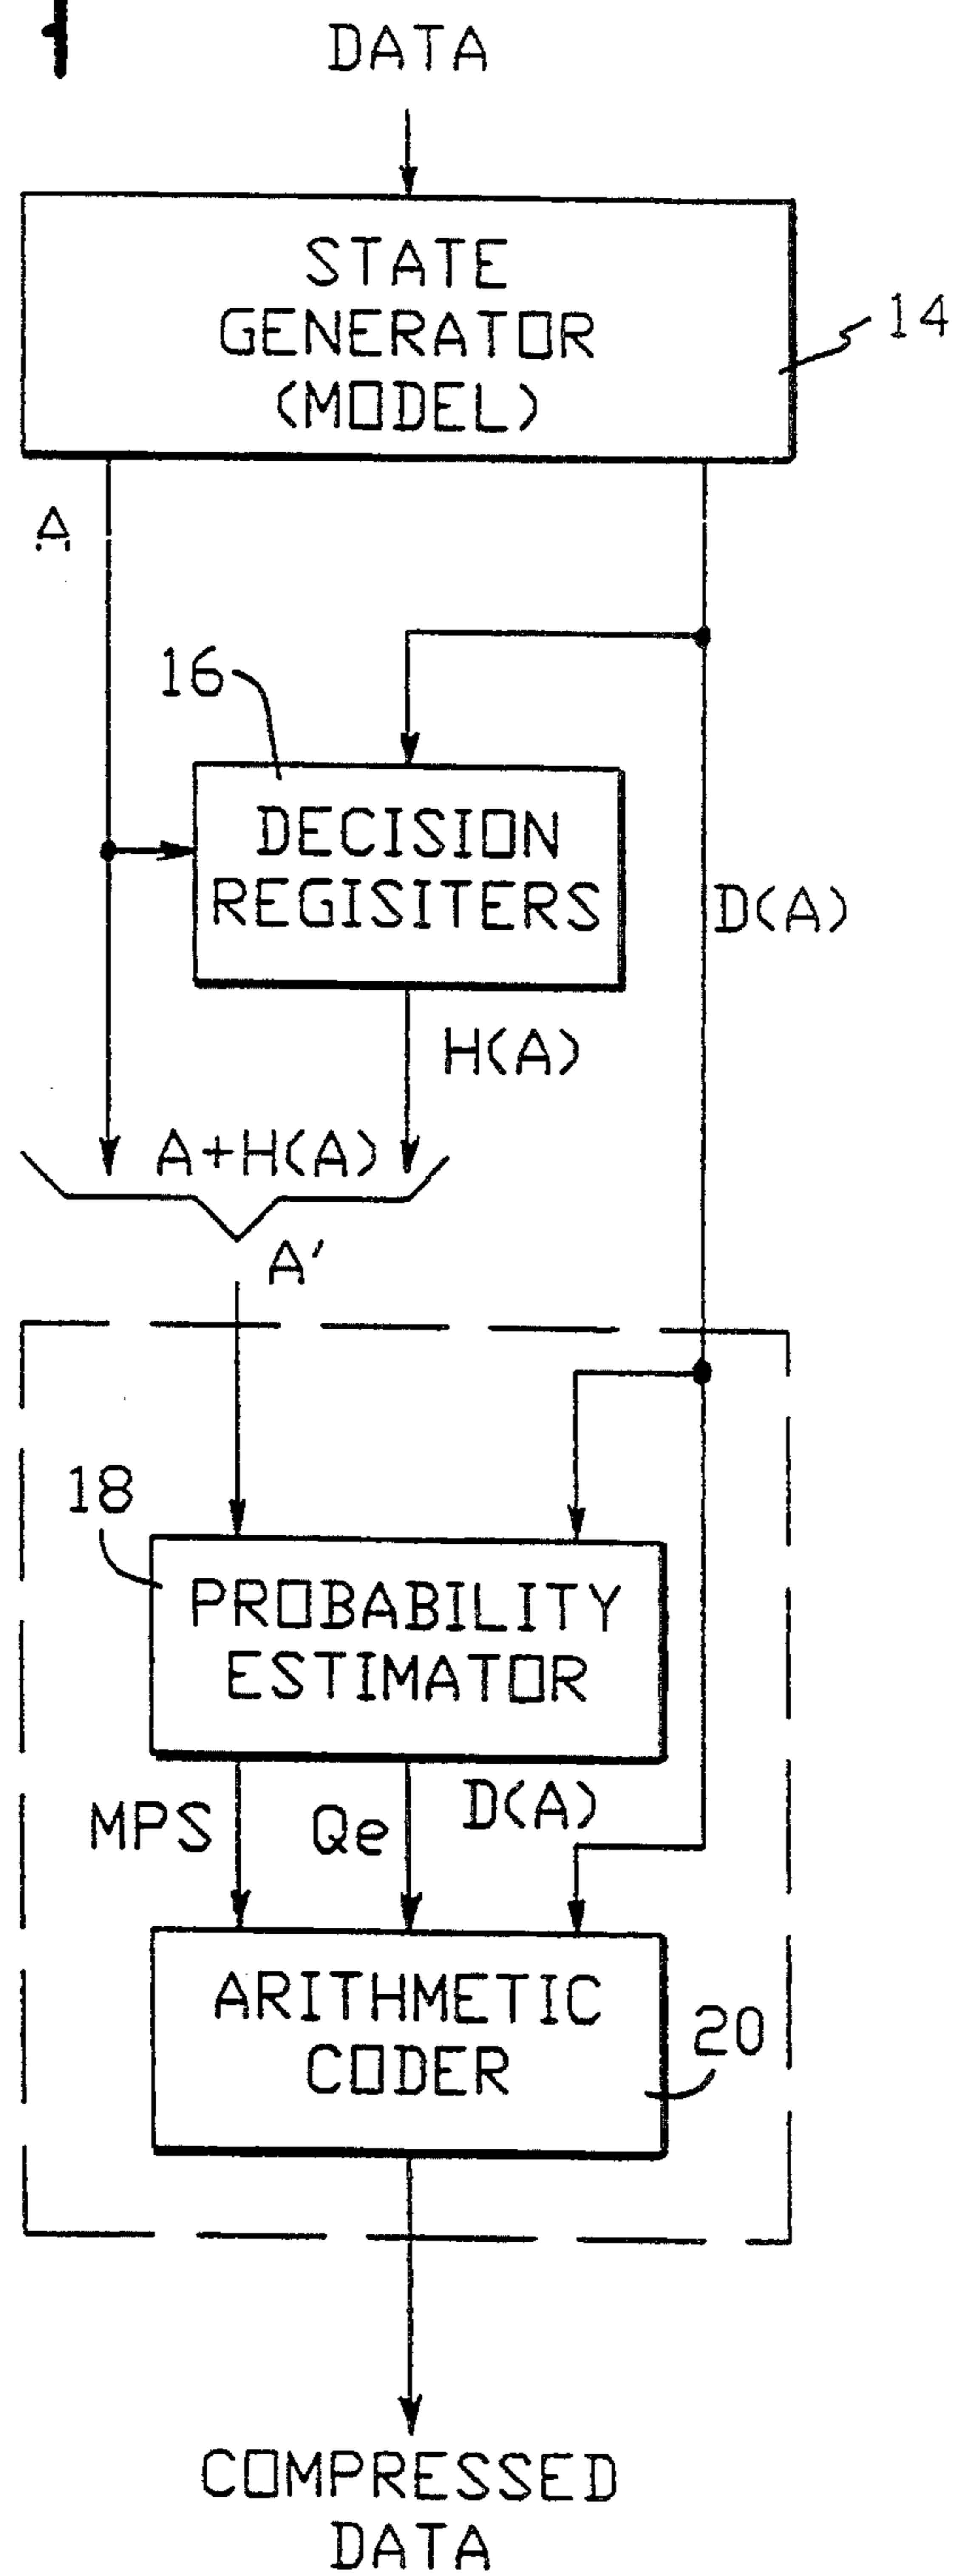 DATA
STATE
GENERATOR
(MODEL)
14
A
16
DECISION
REGISITERS
D(A)
H(A)
A+H(A)
A′
18
PROBABILITY
ESTIMATOR
MPS
Qe
D(A)
ARITHMETIC
CODER
20
COMPRESSED
DATA